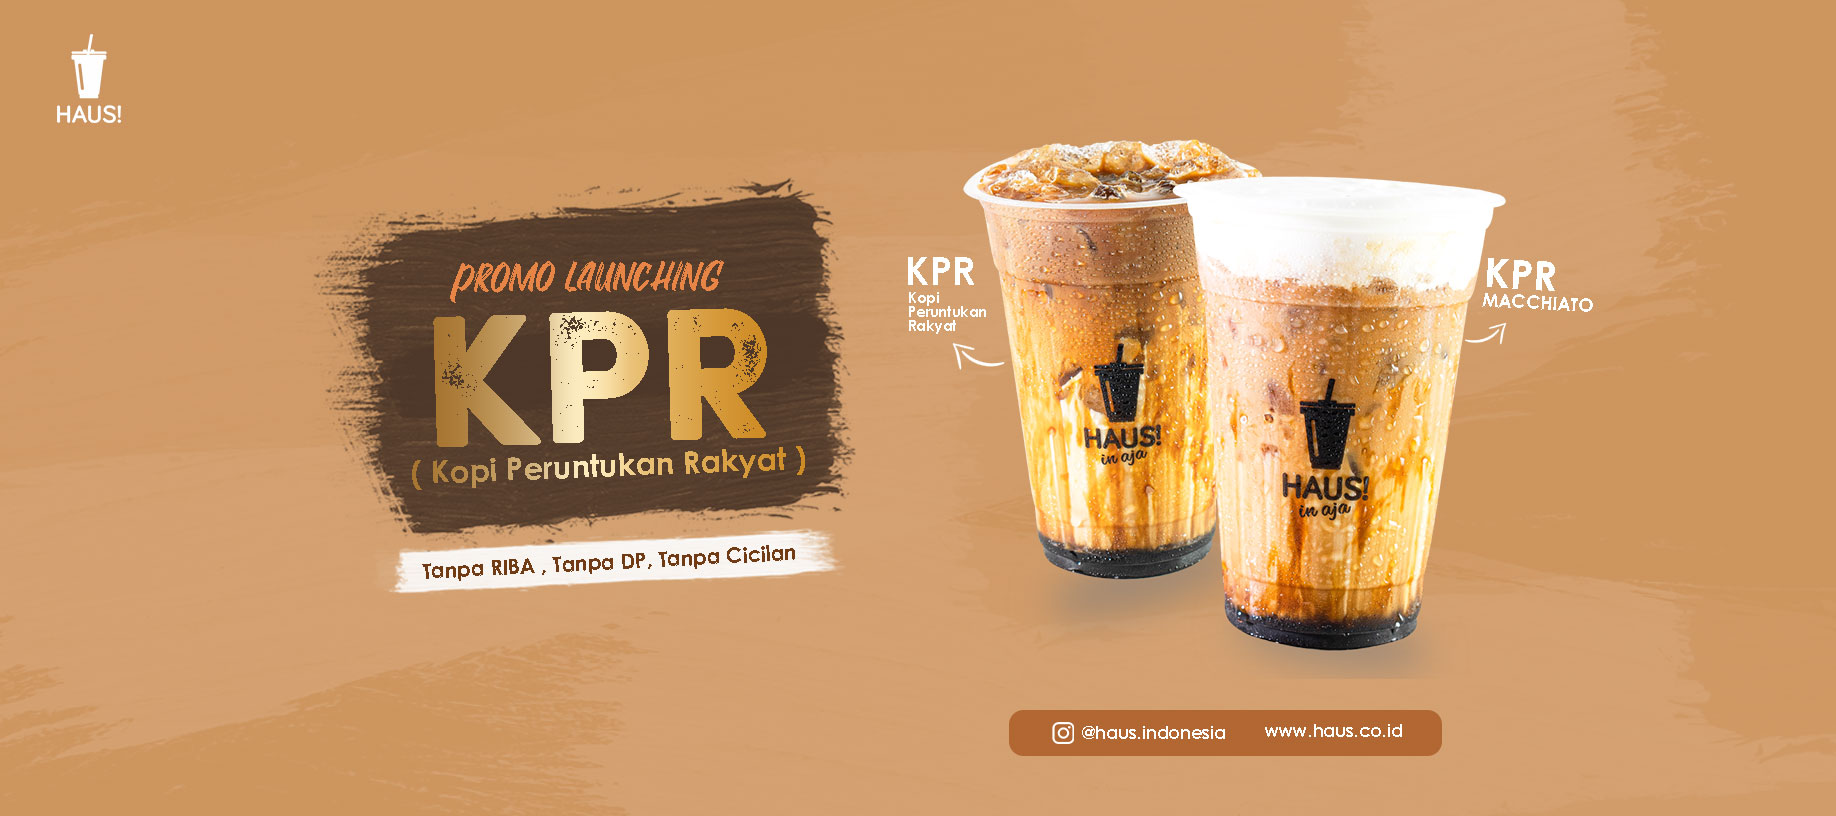 HAUS!
PROMO LAUNCHING
KPR
( Kopi Peruntukan Rakyat )
Tanpa RIBA , Tanpa DP, Tanpa Cicilan
KPR
Kopi
Peruntukan
Rakyat
KPR
MACCHIATO
HAUS!
in aja
HAUS!
in aja
@haus.indonesia
www.haus.co.id